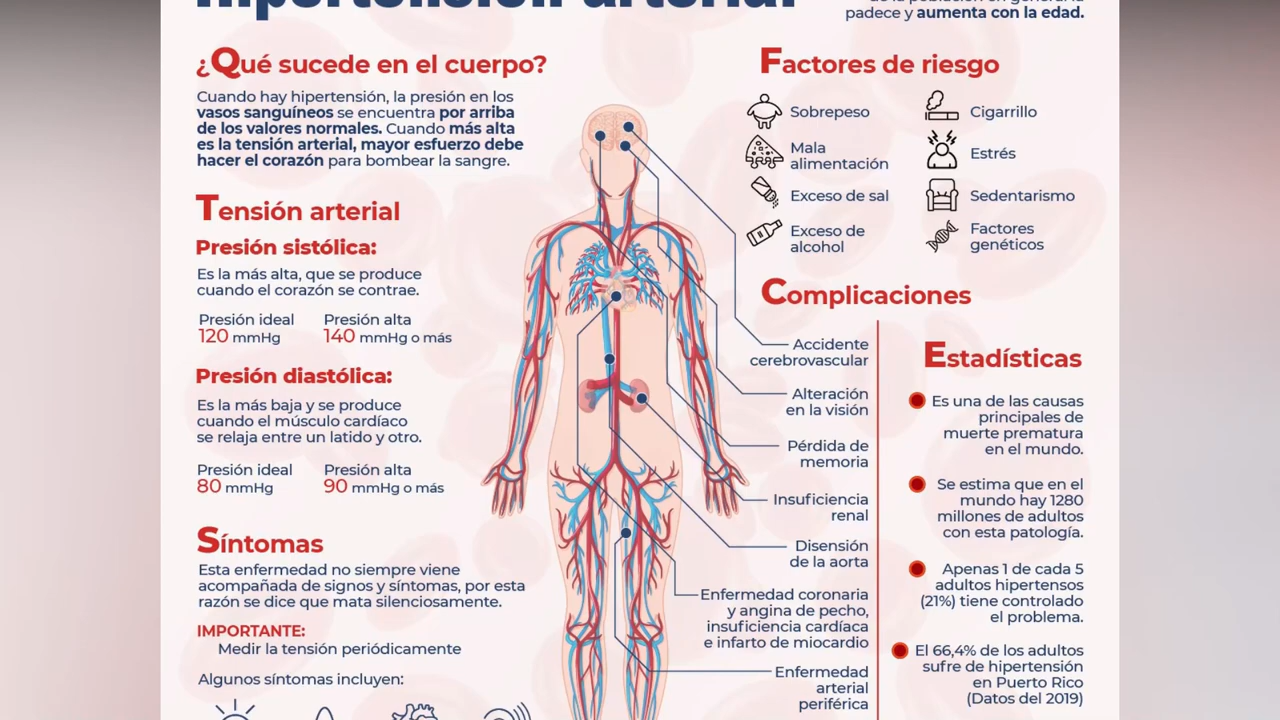 hipertensión arterial
padece y aumenta con la edad.
¿Qué sucede en el cuerpo?
Cuando hay hipertensión, la presión en los
vasos sanguíneos se encuentra por arriba
de los valores normales. Cuando más alta
es la tensión arterial, mayor esfuerzo debe
hacer el corazón para bombear la sangre.
Tensión arterial
Presión sistólica:
Es la más alta, que se produce
cuando el corazón se contrae.
Presión ideal
120 mmHg
Presión alta
140 mmHg o más
Presión diastólica:
Es la más baja y se produce
cuando el músculo cardíaco
se relaja entre un latido y otro.
Presión ideal
80 mmHg
Presión alta
90 mmHg o más
Síntomas
Esta enfermedad no siempre viene
acompañada de signos y síntomas, por esta
razón se dice que mata silenciosamente.
IMPORTANTE:
Medir la tensión periódicamente
Algunos síntomas incluyen:
Factores de riesgo
Sobrepeso
Mala
alimentación
Exceso de sal
Exceso de
alcohol
Cigarrillo
Estrés
Sedentarismo
Factores
genéticos
Complicaciones
Accidente
cerebrovascular
Alteración
en la visión
Pérdida de
memoria
Insuficiencia
renal
Disensión
de la aorta
Enfermedad coronaria
y angina de pecho,
insuficiencia cardíaca
e infarto de miocardio
Enfermedad
arterial
periférica
Estadísticas
Es una de las causas
principales de
muerte prematura
en el mundo.
Se estima que en el
mundo hay 1280
millones de adultos
con esta patología.
Apenas 1 de cada 5
adultos hipertensos
(21%) tiene controlado
el problema.
El 66,4% de los adultos
sufre de hipertensión
en Puerto Rico
(Datos del 2019)